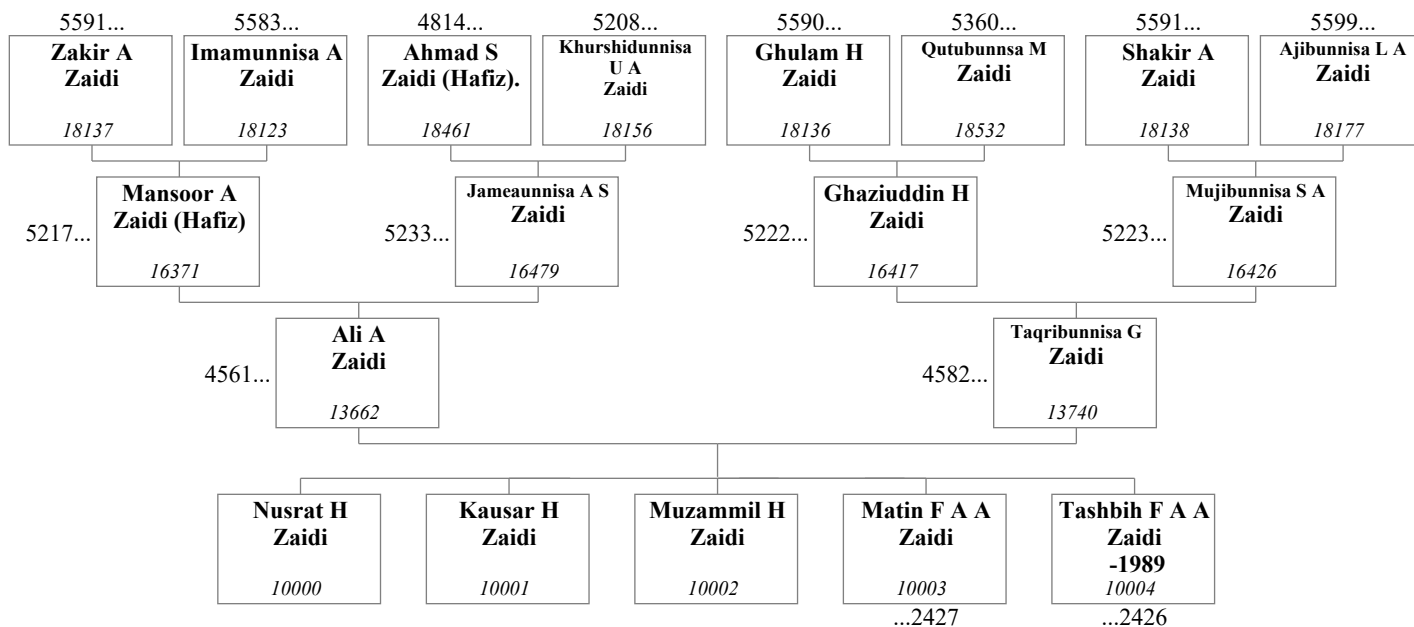 5591... 5583... 4814... 5208... 5590... 5360... 5591... 5599...
Zakir A
Zaidi
18137
Imamunnisa A
Zaidi
18123
Ahmad S
Zaidi (Hafiz).
18461
Khurshidunnisa
U A
Zaidi
18156
Ghulam H
Zaidi
18136
Qutubunnsa M
Zaidi
18532
Shakir A
Zaidi
18138
Ajibunnisa L A
Zaidi
18177
5217...
Mansoor A
Zaidi (Hafiz)
16371
5233...
Jameaunnisa A S
Zaidi
16479
5222...
Ghaziuddin H
Zaidi
16417
5223...
Mujibunnisa S A
Zaidi
16426
4561...
Ali A
Zaidi
13662
4582...
Taqribunnisa G
Zaidi
13740
Nusrat H
Zaidi
10000
Kausar H
Zaidi
10001
Muzammil H
Zaidi
10002
Matin F A A
Zaidi
10003
...2427
Tashbih F A A
Zaidi
-1989
10004
...2426